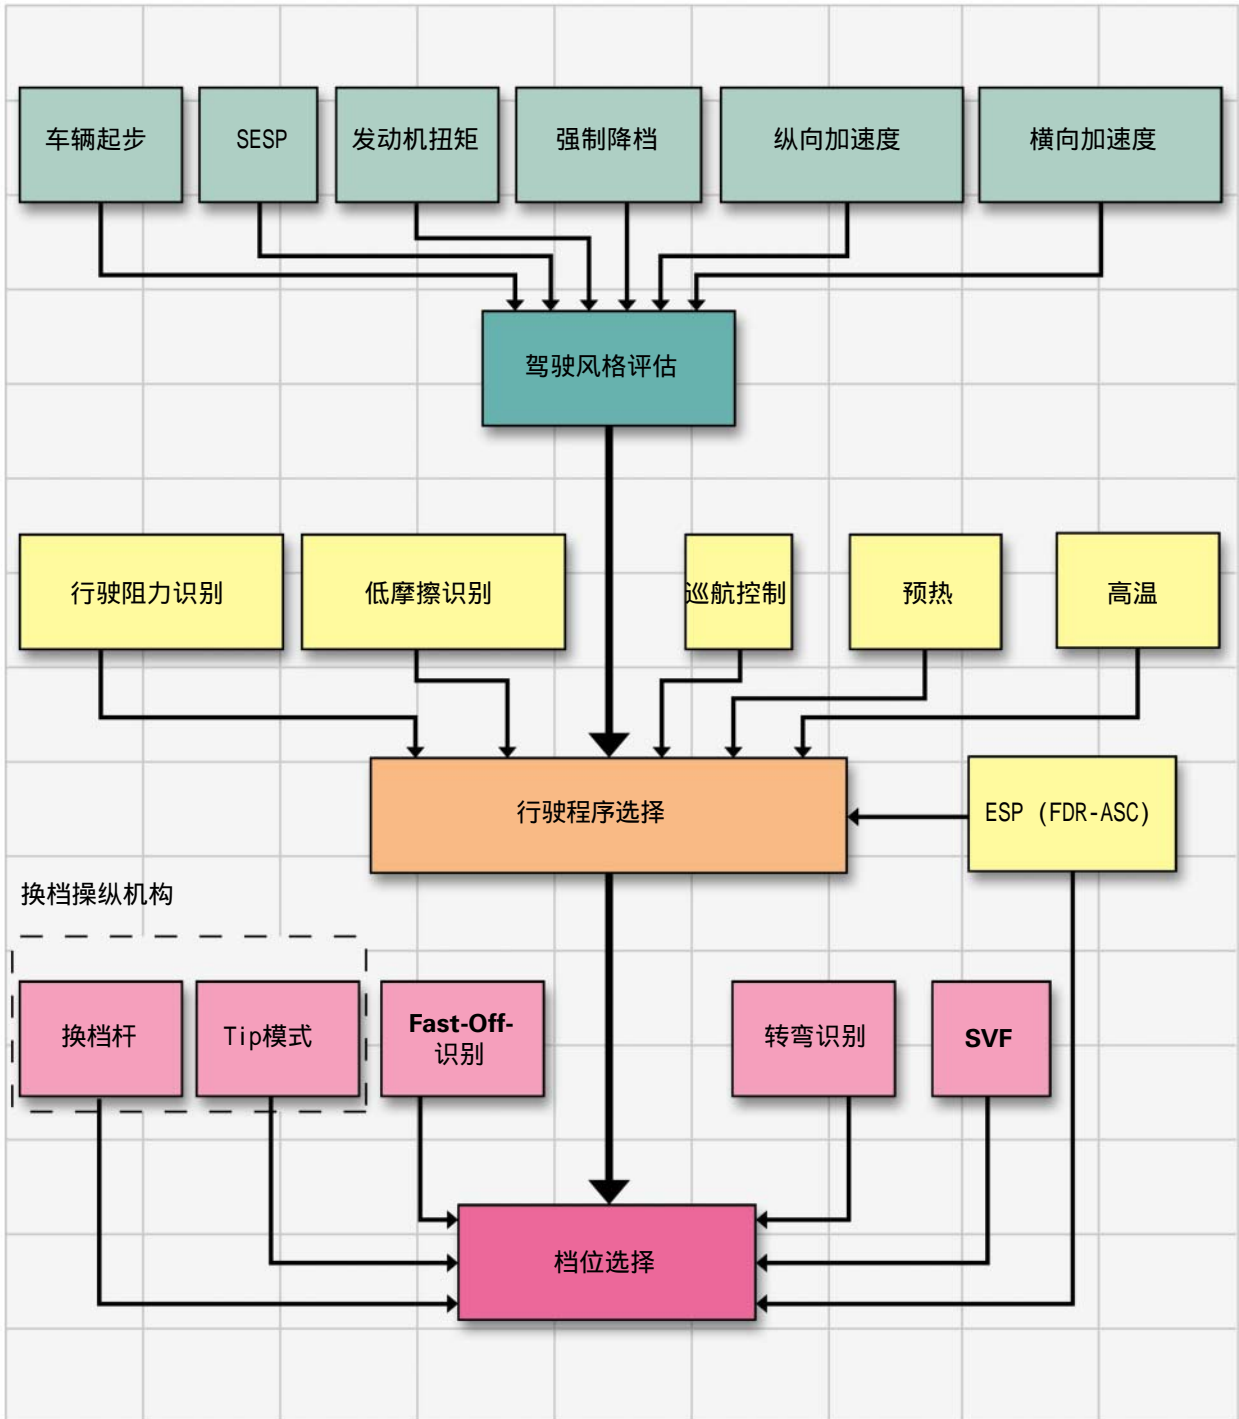 车辆起步
SESP
发动机扭矩
强制降档
纵向加速度
横向加速度
驾驶风格评估
行驶阻力识别
低摩擦识别
巡航控制
预热
高温
行驶程序选择
ESP (FDR-ASC)
换档操纵机构
换档杆
Tip模式
Fast-Off-
识别
转弯识别
SVF
档位选择